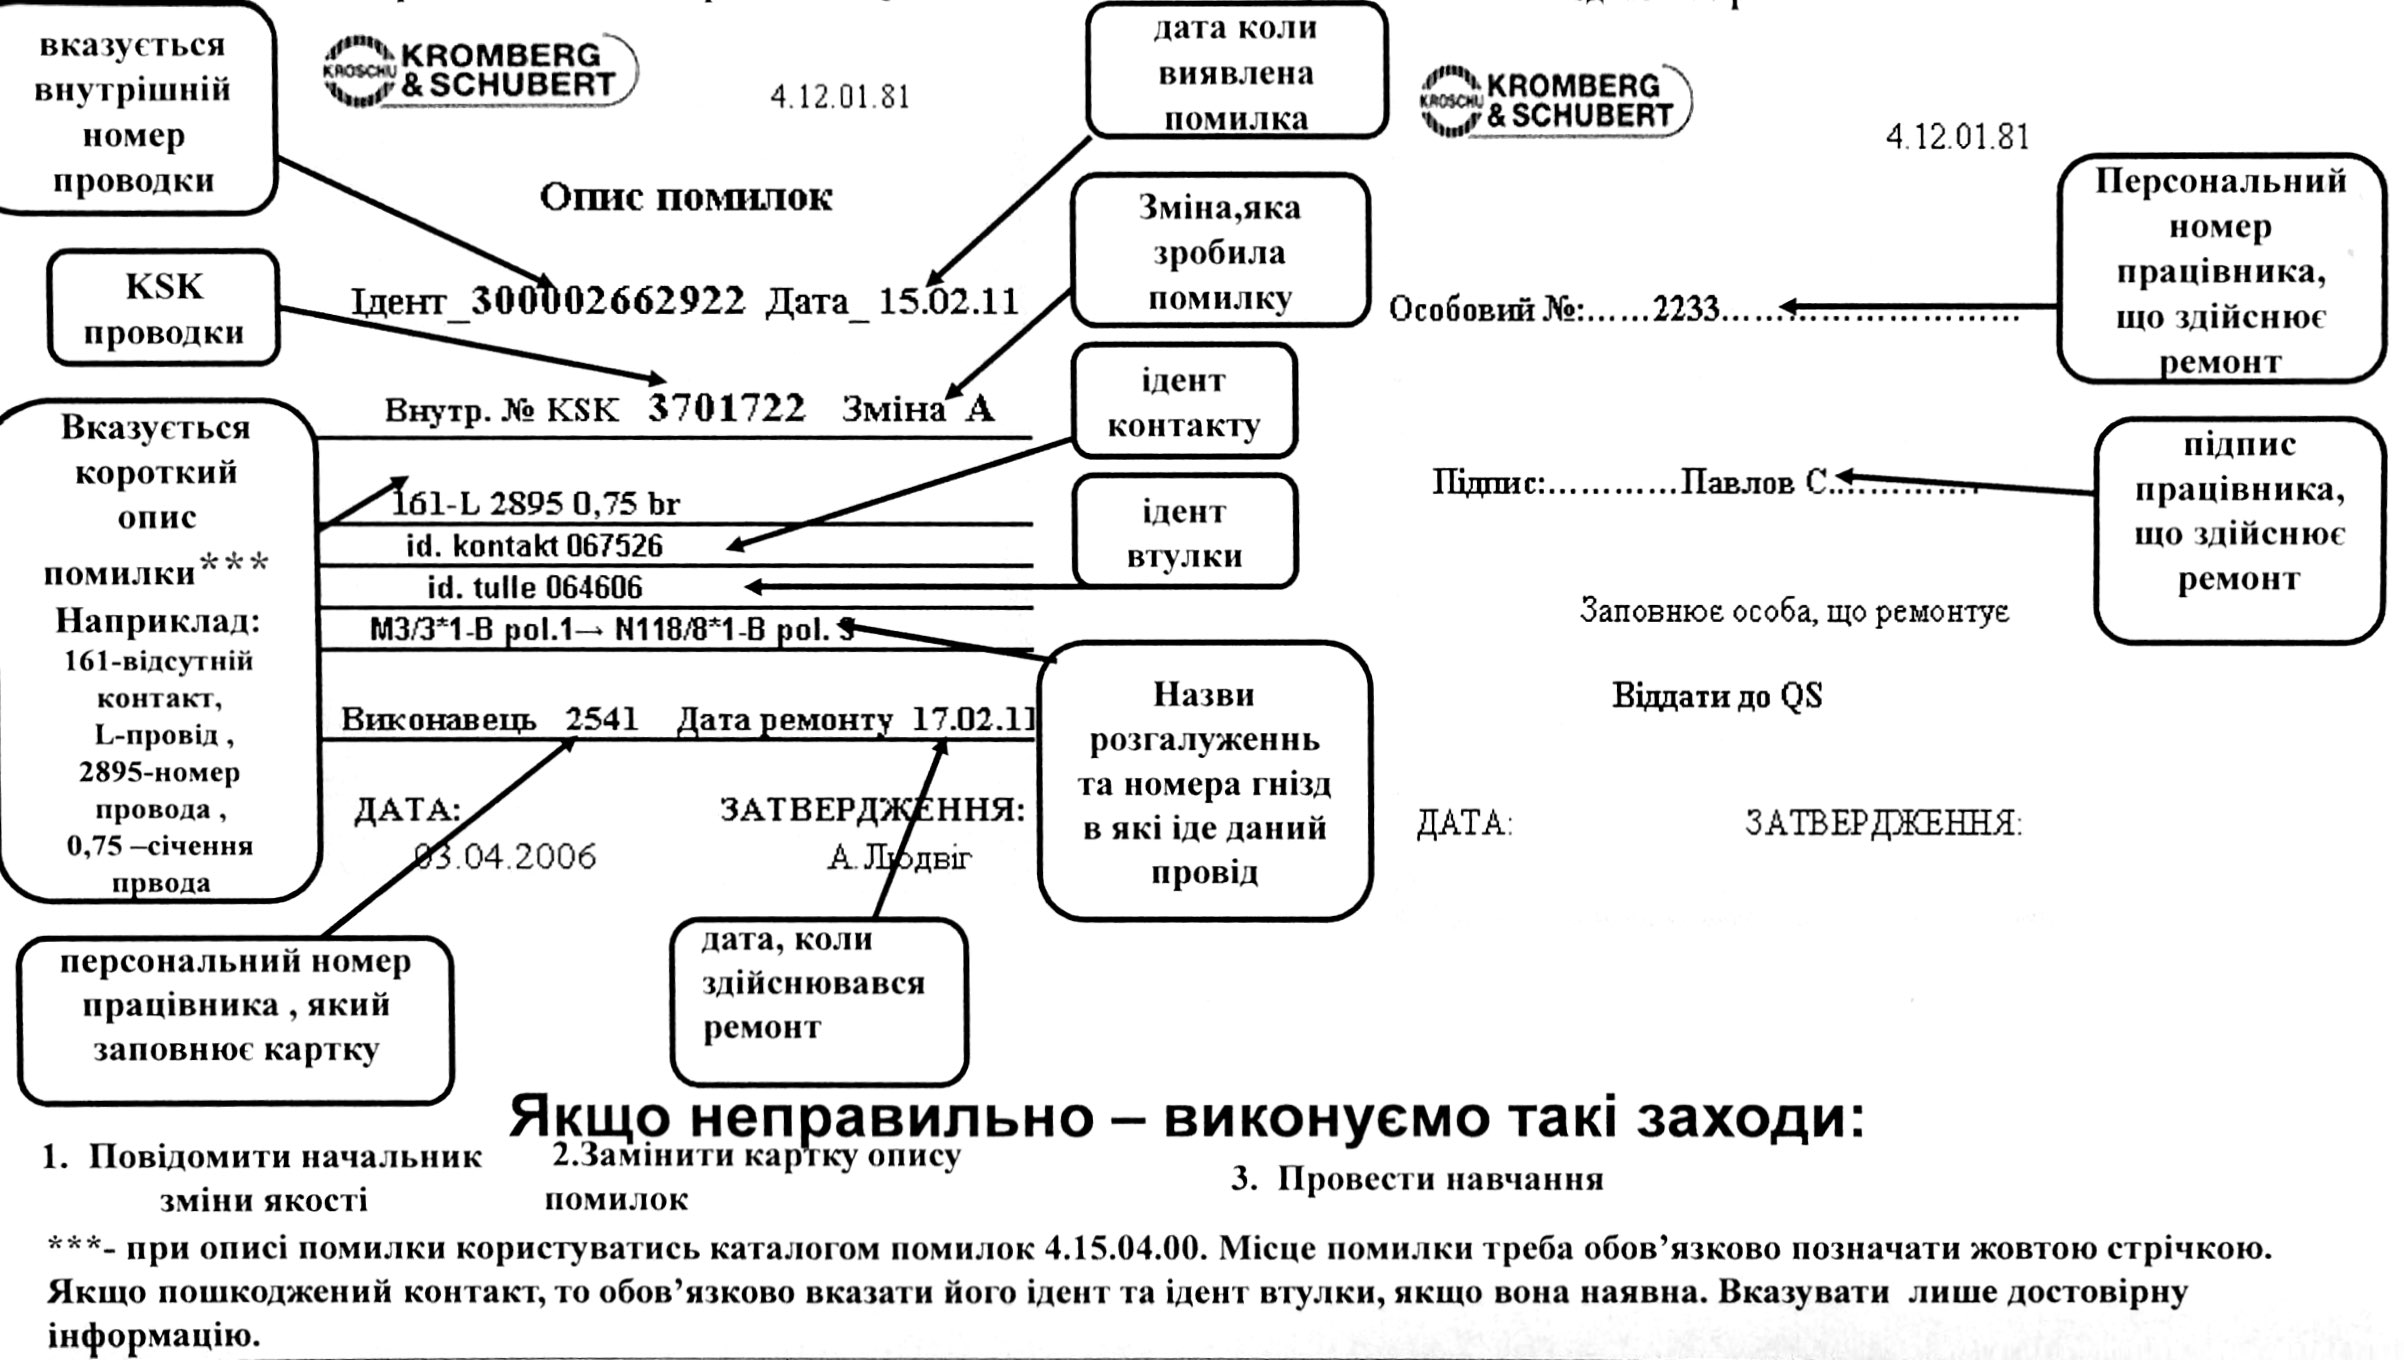 вказується
внутрішній
номер
проводки
KROSCHU
KROMBERG
& SCHUBERT
4.12.01.81
дата коли
виявлена
помилка
KROSCHU
KROMBERG
& SCHUBERT
4.12.01.81
Опис помилок
Зміна,яка
зробила
помилку
Персональний
номер
працівника,
що здійснює
ремонт
KSK
проводки
Ідент_300002662922 Дата_ 15.02.11
Особовий №:......2233..............................
Внутр. № KSK 3701722 Зміна А
ідент
контакту
Вказується
короткий
опис
помилки***
Наприклад:
161-відсутній
контакт,
L-провід ,
2895-номер
провода ,
0,75 –січення
првода
161-L 2895 0,75 br
id. kontakt 067526
id. tulle 064606
M3/3*1-B pol.1→ N118/8*1-B pol. 9
ідент
втулки
Підпис:............Павлов С..............
підпис
працівника,
що здійснює
ремонт
Заповнює особа, що ремонтує
Віддати до QS
Назви
розгалуженнь
та номера гнізд
в які іде даний
провід
Виконавець 2541 Дата ремонту 17.02.11
ДАТА: ЗАТВЕРДЖЕННЯ:
03.04.2006 А. Людвіг
ДАТА: ЗАТВЕРДЖЕННЯ:
персональний номер
працівника , який
заповнює картку
дата, коли
здійснювався
ремонт
Якщо неправильно – виконуємо такі заходи:
1. Повідомити начальник
зміни якості
2.Замінити картку опису
помилок
3. Провести навчання
***- при описі помилки користуватись каталогом помилок 4.15.04.00. Місце помилки треба обов’язково позначати жовтою стрічкою.
Якщо пошкоджений контакт, то обов’язково вказати його ідент та ідент втулки, якщо вона наявна. Вказувати лише достовірну
інформацію.